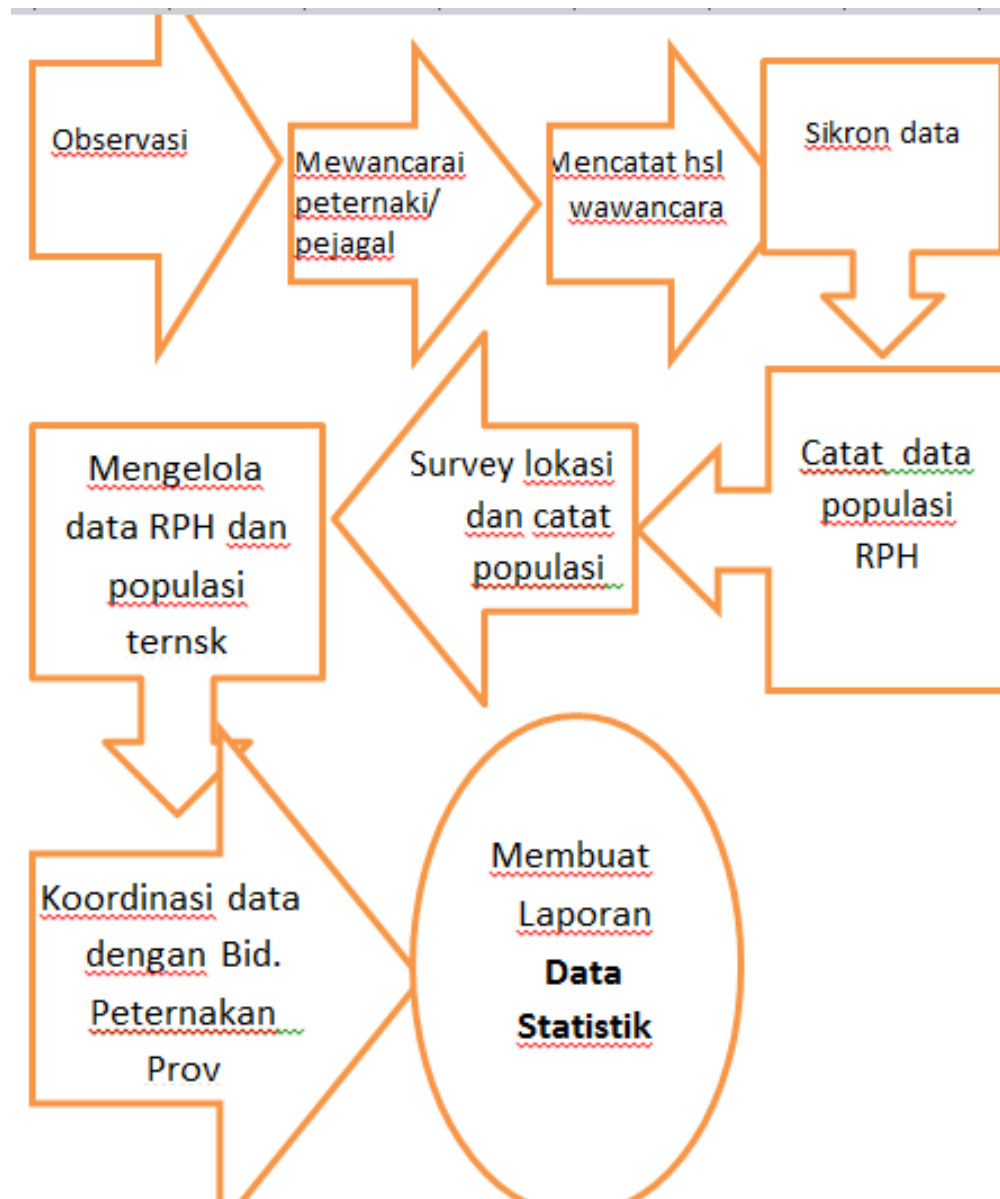 Observasi
Mewancarai
peternaki/
pejagal
Mencatat hsl
wawancara
Sikron data
Catat data
populasi
RPH
Survey lokasi
dan catat
populasi
Mengelola
data RPH dan
populasi
ternsk
Koordinasi data
dengan Bid.
Peternakan
Prov
Membuat
Laporan
Data
Statistik